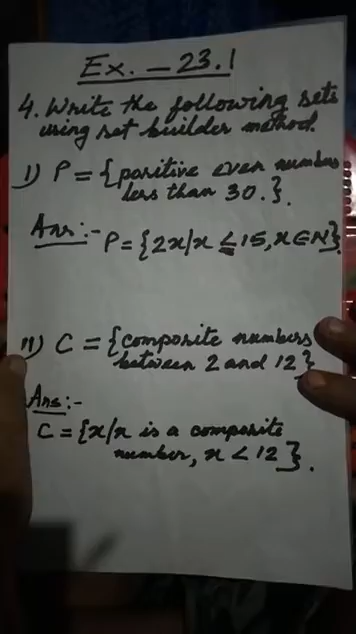 Ex. – 23.1
4. Write the following sets
using set builder method.
i) P = {positive even numbers
less than 30.}.
Ans:- P = {2x/x ≤ 15, x ∈ N}.
ii) C = {composite numbers
between 2 and 12}
Ans:-
C = {x/x is a composite
number, x < 12}.